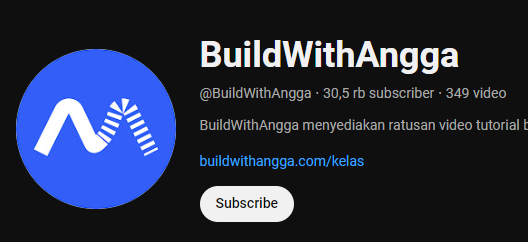 BuildWithAngga
@BuildWithAngga · 30,5 rb subscriber · 349 video
BuildWithAngga menyediakan ratusan video tutorial
buildwithangga.com/kelas
Subscribe